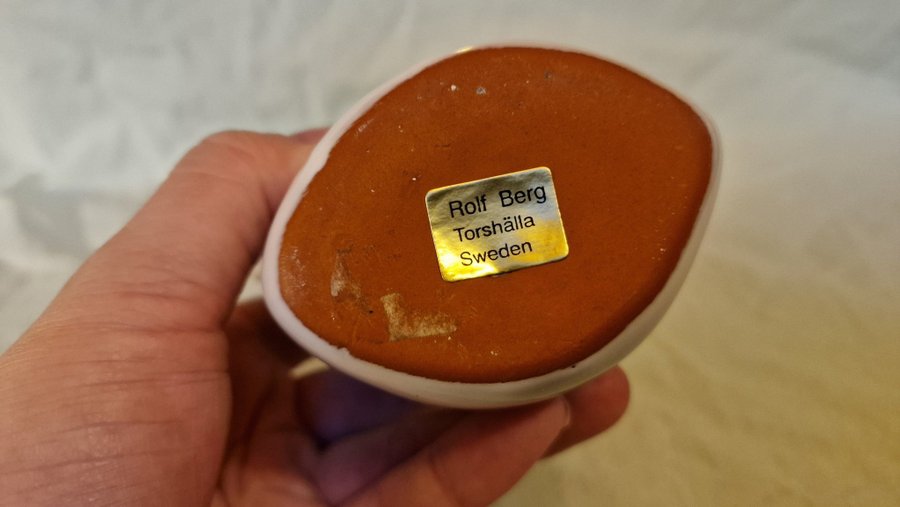 Rolf Berg
Torshälla
Sweden